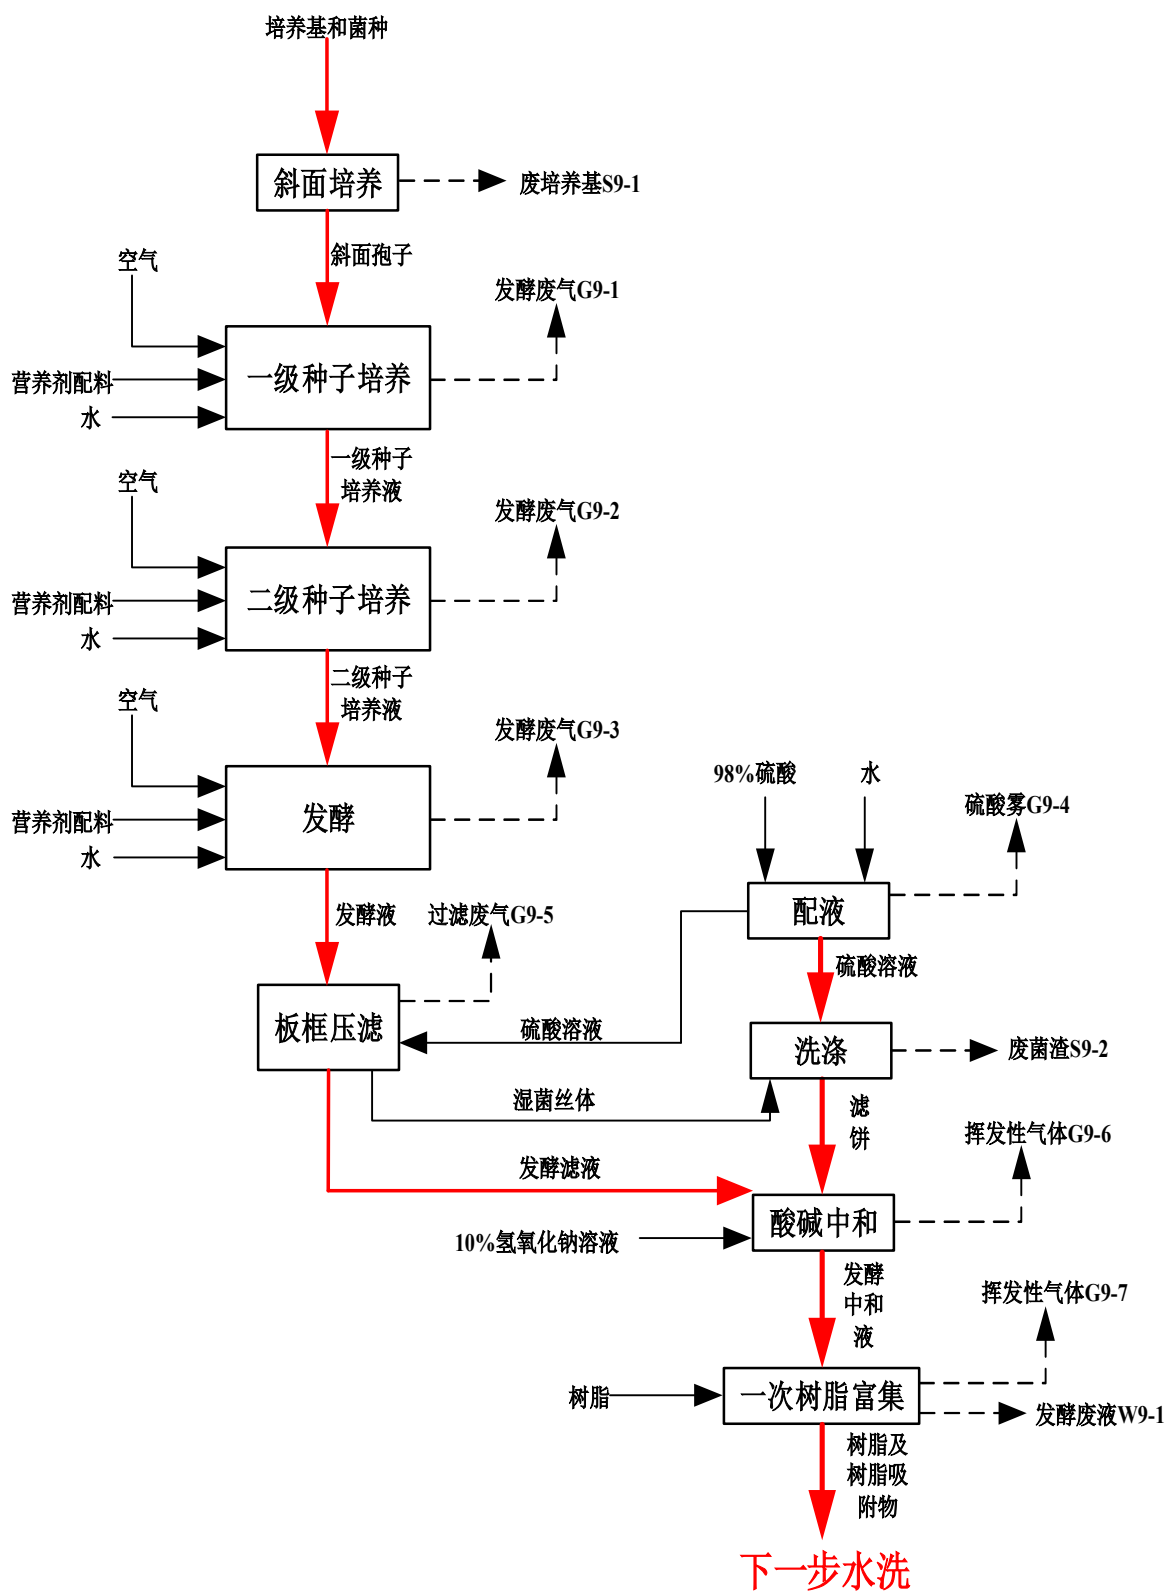 培养基和菌种
斜面培养
废培养基S9-1
斜面孢子
空气
发酵废气G9-1
一级种子培养
营养剂配料
水
一级种子
培养液
空气
发酵废气G9-2
二级种子培养
营养剂配料
水
二级种子
培养液
空气
发酵废气G9-3
发酵
营养剂配料
水
98%硫酸
水
硫酸雾G9-4
配液
发酵液
过滤废气G9-5
硫酸溶液
板框压滤
硫酸溶液
洗涤
废菌渣S9-2
湿菌丝体
滤
饼
挥发性气体G9-6
发酵滤液
酸碱中和
10%氢氧化钠溶液
发酵
中和
液
挥发性气体G9-7
树脂
一次树脂富集
发酵废液W9-1
树脂及
树脂吸
附物
下一步水洗